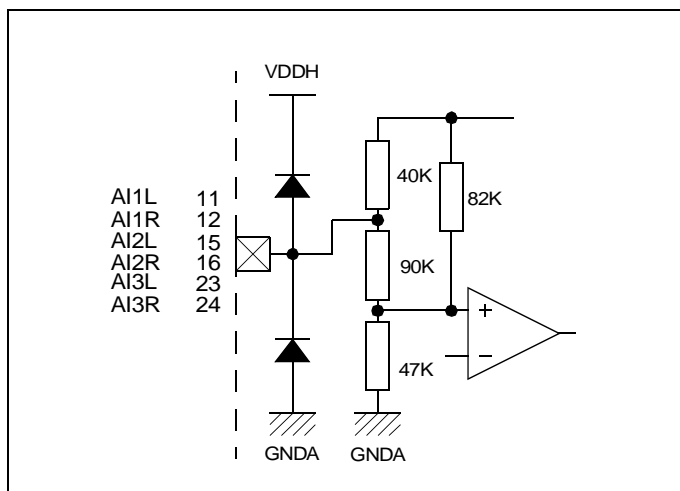 VDDH
40K
82K
AI1L 11
AI1R 12
AI2L 15
AI2R 16
AI3L 23
AI3R 24
90K
+
−
47K
GNDA GNDA